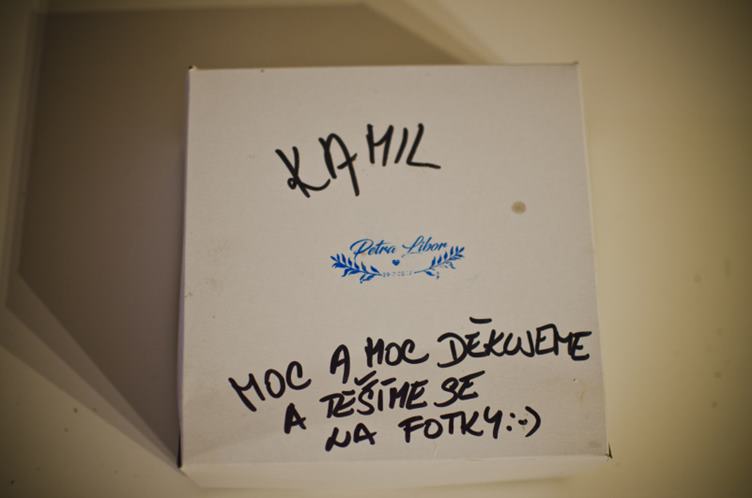 KAMIL
Petra Libor
MOC A MOC DĚKUJEME
A TĚŠÍME SE
NA FOTKY:-)